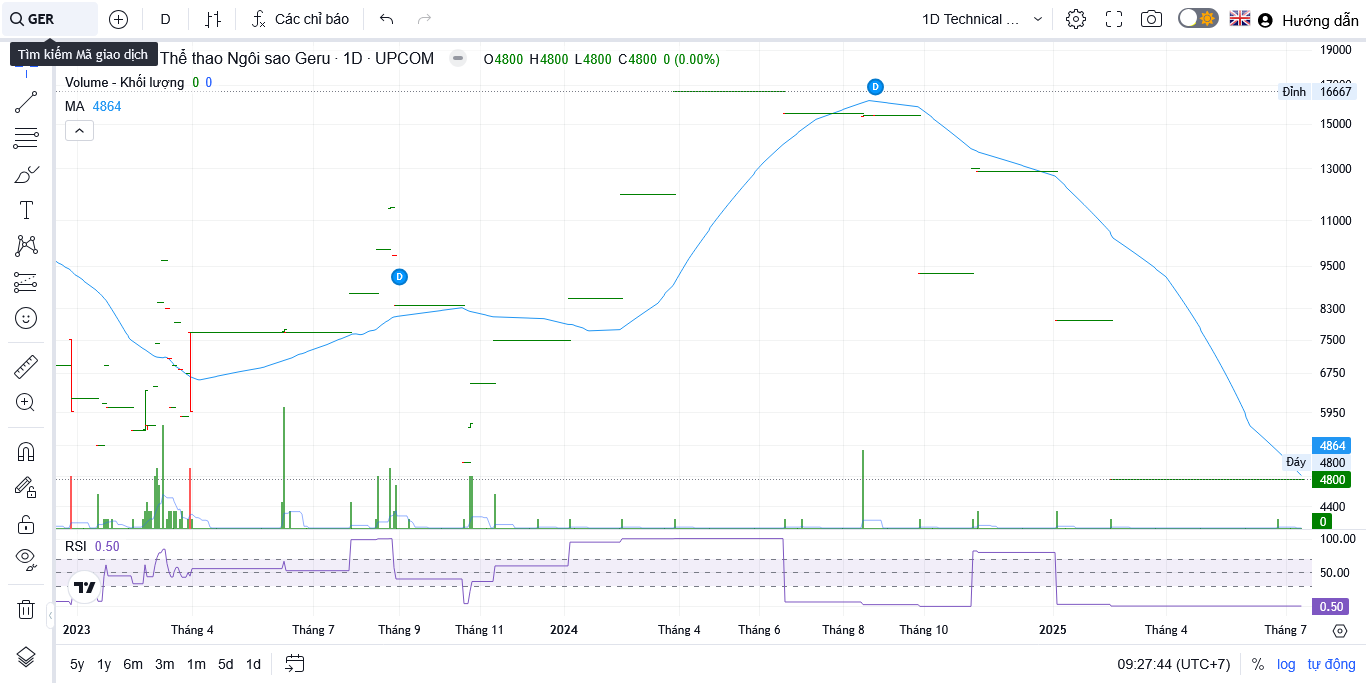 GER D Các chỉ báo 1D Technical ... Hướng dẫn
Tìm kiếm Mã giao dịch
Thể thao Ngôi sao Geru · 1D · UPCOM O4800 H4800 L4800 C4800 0 (0.00%)
Volume - Khối lượng 0 0
MA 4864
19000
Đỉnh 16667
15000
13000
11000
9500
8300
7500
6750
5950
4864
Đáy 4800
4800
4400
0
D
D
RSI 0.50
100.00
50.00
0.50
2023 Tháng 4 Tháng 7 Tháng 9 Tháng 11 2024 Tháng 4 Tháng 6 Tháng 8 Tháng 10 2025 Tháng 4 Tháng 7
5y 1y 6m 3m 1m 5d 1d 09:27:44 (UTC+7) % log tự động